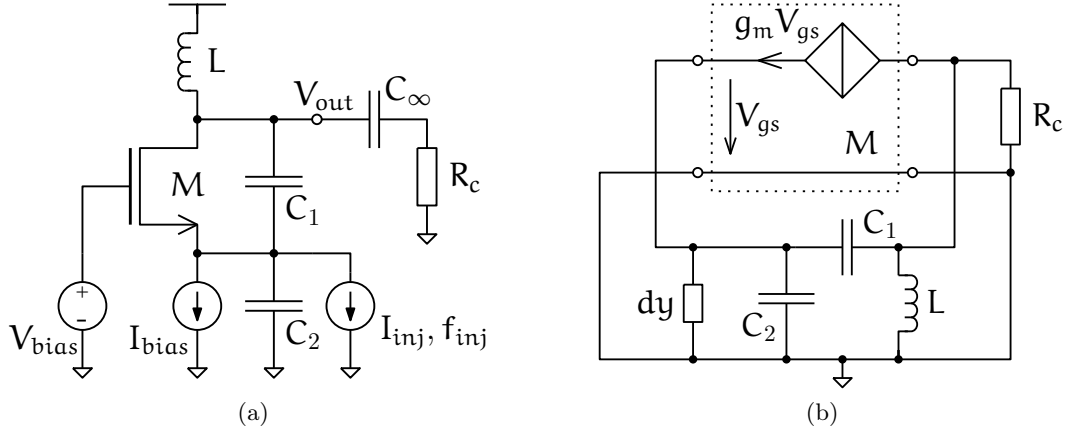 L
V_out
C_∞
M
C_1
R_c
+
-
V_bias
I_bias
C_2
I_inj, f_inj
(a)
g_m V_gs
V_gs
M
R_c
C_1
dy
C_2
L
(b)